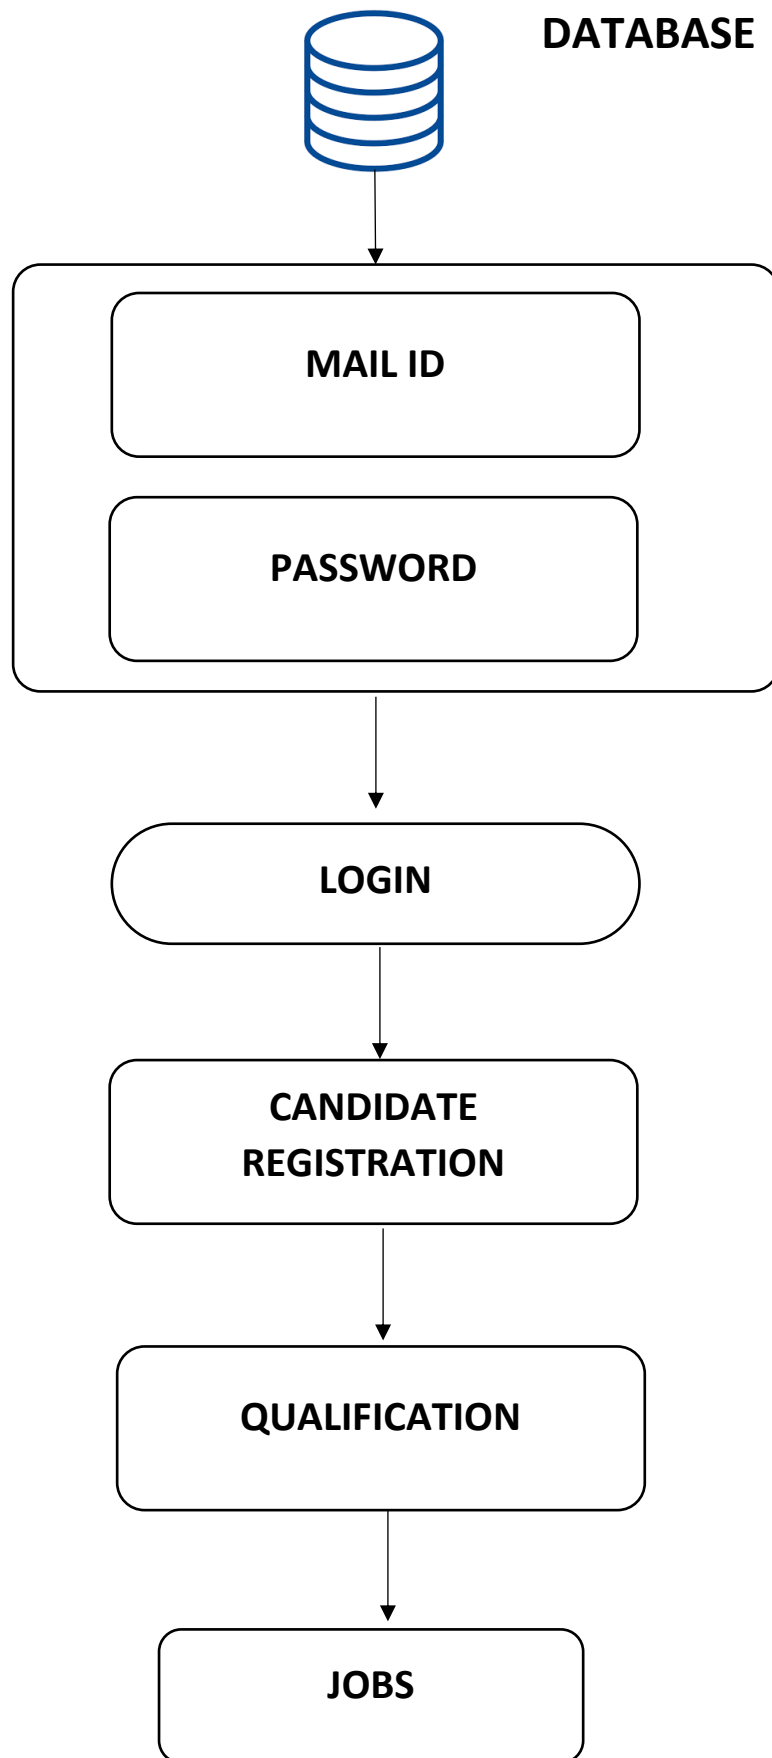 DATABASE
MAIL ID
PASSWORD
LOGIN
CANDIDATE
REGISTRATION
QUALIFICATION
JOBS